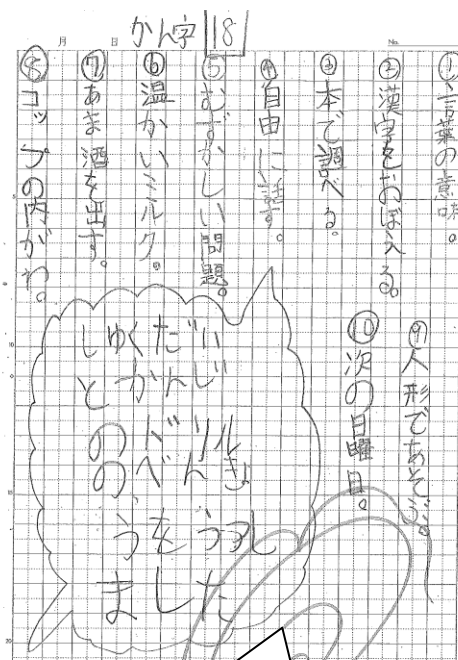 月 日 No.
かん字 18
①言葉の意味。
②漢字をおぼえる。
③本で調べる。
④自由に話す。
⑤むずかしい問題。
⑥温かいミルク。
⑦あま酒を出す。
⑧コップの内がわ。
⑨人形であそぶ。
⑩次の日曜日。
しゅくだい
とかんじ
のドリル
のべんきょ
うを
ました